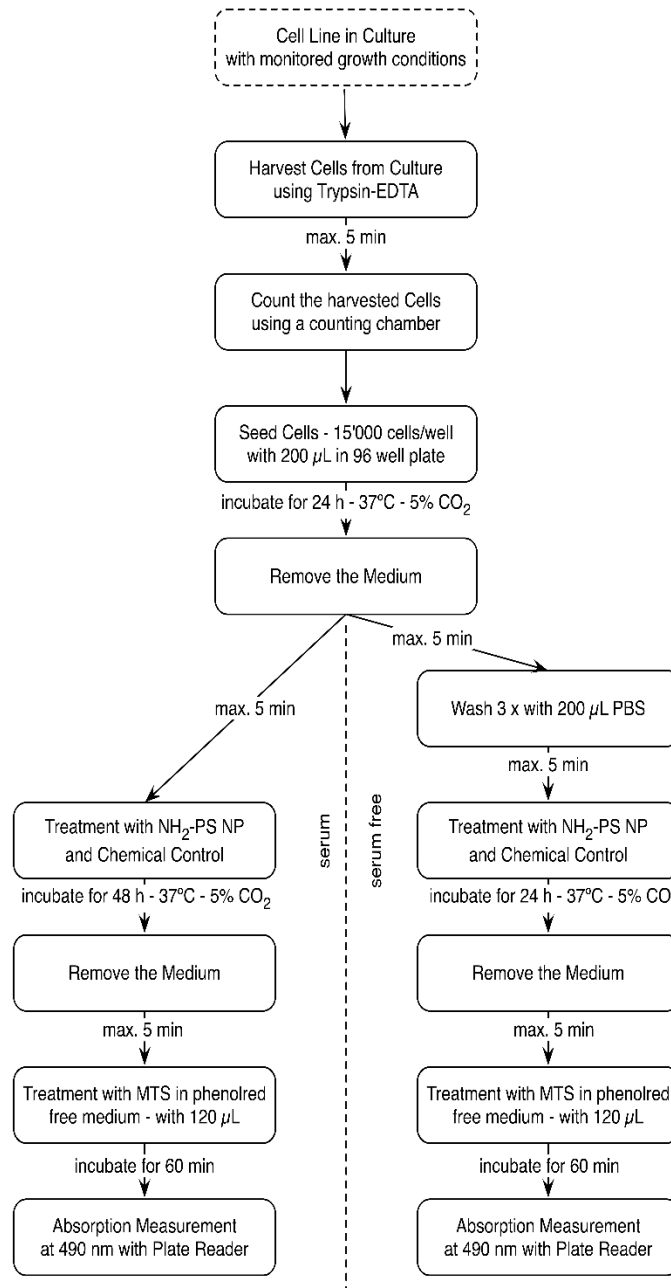 Cell Line in Culture
with monitored growth conditions
Harvest Cells from Culture
using Trypsin-EDTA
max. 5 min
Count the harvested Cells
using a counting chamber
Seed Cells - 15'000 cells/well
with 200 µL in 96 well plate
incubate for 24 h - 37ºC - 5% CO2
Remove the Medium
max. 5 min
max. 5 min
serum
serum free
Wash 3 x with 200 µL PBS
max. 5 min
Treatment with NH2-PS NP
and Chemical Control
incubate for 48 h - 37ºC - 5% CO2
Remove the Medium
max. 5 min
Treatment with MTS in phenolred
free medium - with 120 µL
incubate for 60 min
Absorption Measurement
at 490 nm with Plate Reader
Treatment with NH2-PS NP
and Chemical Control
incubate for 24 h - 37ºC - 5% CO
Remove the Medium
max. 5 min
Treatment with MTS in phenolred
free medium - with 120 µL
incubate for 60 min
Absorption Measurement
at 490 nm with Plate Reader